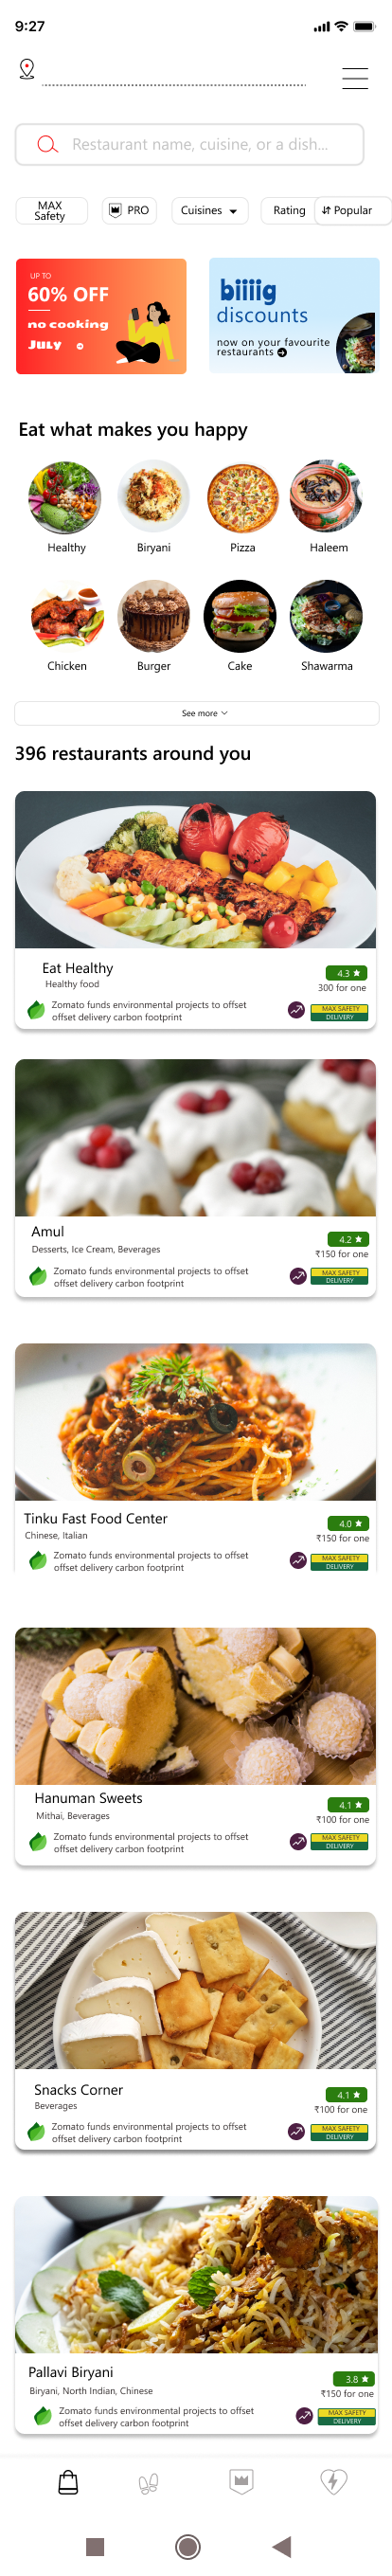 9:27
Restaurant name, cuisine, or a dish...
MAX
Safety
PRO
Cuisines
Rating
Popular
UP TO
60% OFF
no cooking
JULY
biiiig
discounts
now on your favourite
restaurants
Eat what makes you happy
Healthy
Biryani
Pizza
Haleem
Chicken
Burger
Cake
Shawarma
See more
396 restaurants around you
Eat Healthy
4.3 ★
Healthy food
300 for one
Zomato funds environmental projects to offset
offset delivery carbon footprint
MAX SAFETY
DELIVERY
Amul
4.2 ★
Desserts, Ice Cream, Beverages
₹150 for one
Zomato funds environmental projects to offset
offset delivery carbon footprint
MAX SAFETY
DELIVERY
Tinku Fast Food Center
4.0 ★
Chinese, Italian
₹150 for one
Zomato funds environmental projects to offset
offset delivery carbon footprint
MAX SAFETY
DELIVERY
Hanuman Sweets
4.1 ★
Mithai, Beverages
₹100 for one
Zomato funds environmental projects to offset
offset delivery carbon footprint
MAX SAFETY
DELIVERY
Snacks Corner
4.1 ★
Beverages
₹100 for one
Zomato funds environmental projects to offset
offset delivery carbon footprint
MAX SAFETY
DELIVERY
Pallavi Biryani
3.8 ★
Biryani, North Indian, Chinese
₹150 for one
Zomato funds environmental projects to offset
offset delivery carbon footprint
MAX SAFETY
DELIVERY